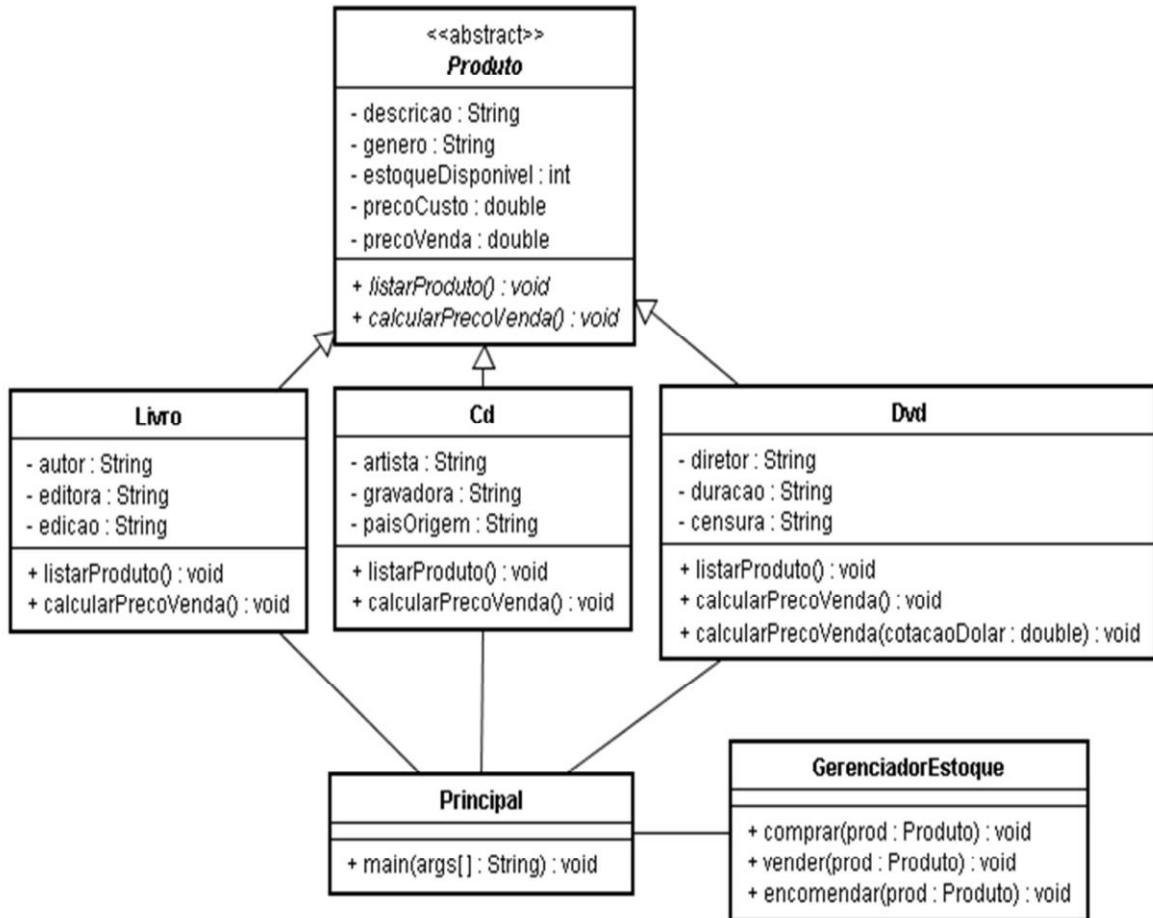 <<abstract>>
Produto
- descricao : String
- genero : String
- estoqueDisponivel : int
- precoCusto : double
- precoVenda : double
+ listarProduto() : void
+ calcularPrecoVenda() : void
Livro
- autor : String
- editora : String
- edicao : String
+ listarProduto() : void
+ calcularPrecoVenda() : void
Cd
- artista : String
- gravadora : String
- paisOrigem : String
+ listarProduto() : void
+ calcularPrecoVenda() : void
Dvd
- diretor : String
- duracao : String
- censura : String
+ listarProduto() : void
+ calcularPrecoVenda() : void
+ calcularPrecoVenda(cotacaoDolar : double) : void
Principal
+ main(args[ ] : String) : void
GerenciadorEstoque
+ comprar(prod : Produto) : void
+ vender(prod : Produto) : void
+ encomendar(prod : Produto) : void